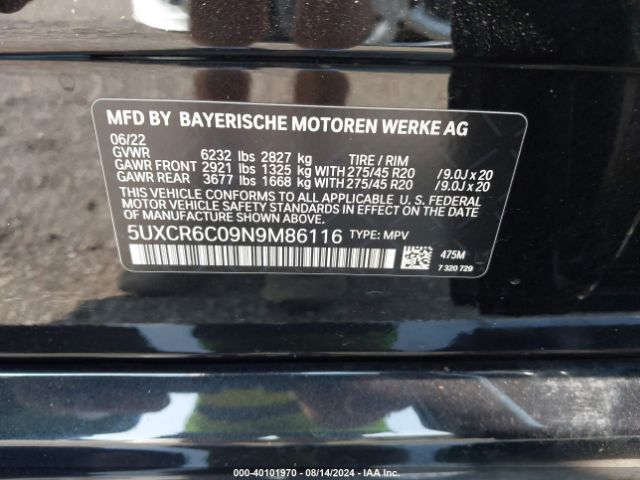 MFD BY BAYERISCHE MOTOREN WERKE AG
06/22
GVWR 6232 lbs 2827 kg TIRE / RIM
GAWR FRONT 2921 lbs 1325 kg WITH 275/45 R20 / 9.0J x 20
GAWR REAR 3677 lbs 1668 kg WITH 275/45 R20 / 9.0J x 20
THIS VEHICLE CONFORMS TO ALL APPLICABLE U. S. FEDERAL
MOTOR VEHICLE SAFETY STANDARDS IN EFFECT ON THE DATE
OF MANUFACTURE SHOWN ABOVE.
5UXCR6C09N9M86116 TYPE: MPV
475M
7 320 729
000-40101970 - 08/14/2024 - IAA Inc.